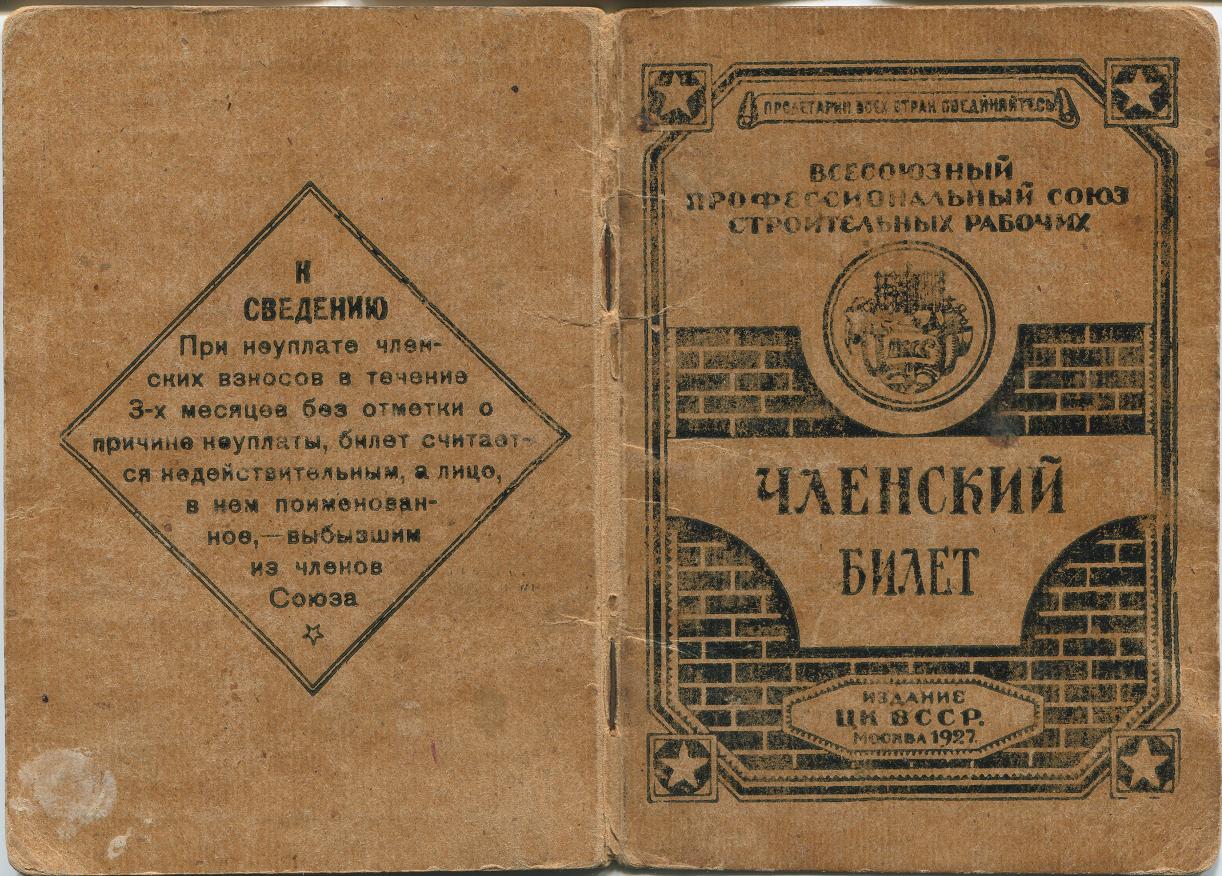 К
СВЕДЕНИЮ
При неуплате член-
ских взносов в течение
3-х месяцев без отметки о
причине неуплаты, билет считает-
ся недействительным, а лицо,
в нем поименован-
ное,—выбывшим
из членов
Союза
ПРОЛЕТАРИИ ВСЕХ СТРАН СОЕДИНЯЙТЕСЬ
ВСЕСОЮЗНЫЙ
ПРОФЕССИОНАЛЬНЫЙ СОЮЗ
СТРОИТЕЛЬНЫХ РАБОЧИХ
ЧЛЕНСКИЙ
БИЛЕТ
ИЗДАНИЕ
ЦК ВССР.
МОСКВА 1927